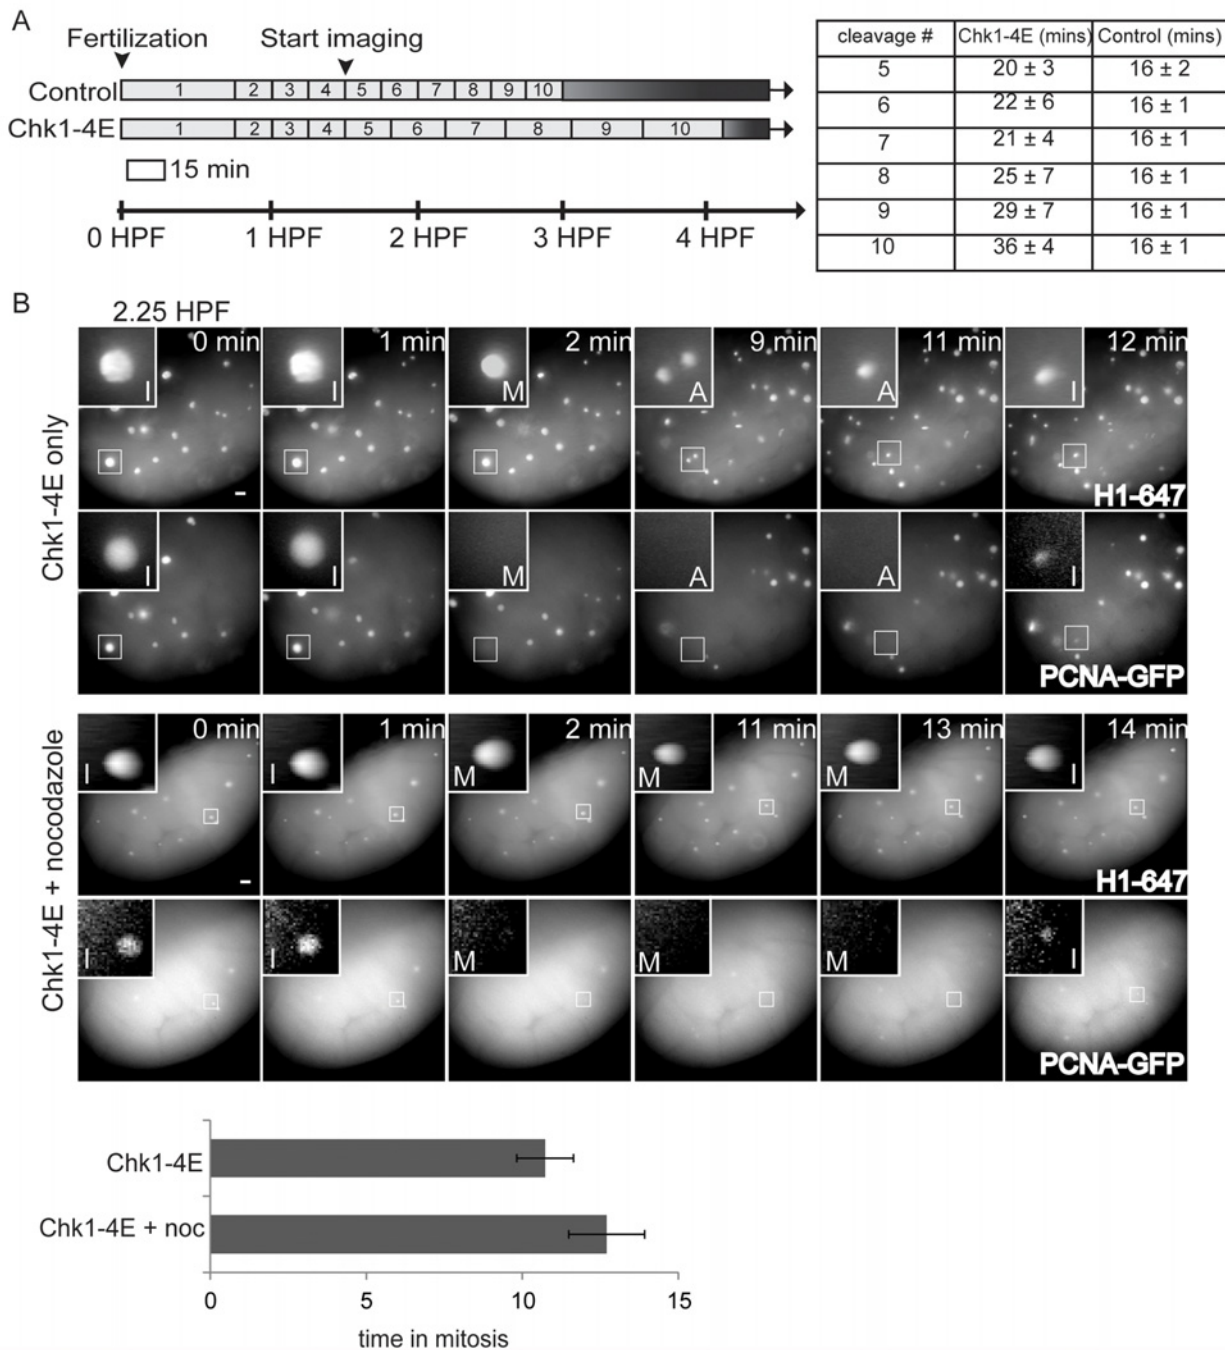 A
Fertilization
Start imaging
Control 1 2 3 4 5 6 7 8 9 10
Chk1-4E 1 2 3 4 5 6 7 8 9 10
15 min
0 HPF 1 HPF 2 HPF 3 HPF 4 HPF
cleavage # Chk1-4E (mins) Control (mins)
5 20 ± 3 16 ± 2
6 22 ± 6 16 ± 1
7 21 ± 4 16 ± 1
8 25 ± 7 16 ± 1
9 29 ± 7 16 ± 1
10 36 ± 4 16 ± 1
B
2.25 HPF
Chk1-4E only
0 min 1 min 2 min 9 min 11 min 12 min
I I M A A I
H1-647
I I M A A I
PCNA-GFP
Chk1-4E + nocodazole
0 min 1 min 2 min 11 min 13 min 14 min
I I M M M I
H1-647
I I M M M I
PCNA-GFP
Chk1-4E
Chk1-4E + noc
0 5 10 15
time in mitosis